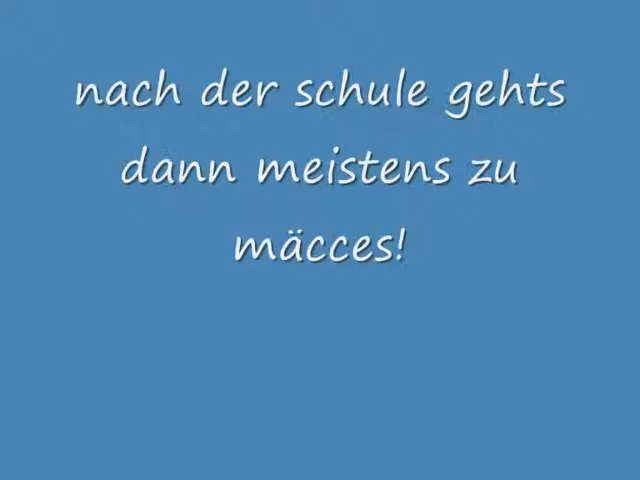 nach der schule gehts
dann meistens zu
mäcces!